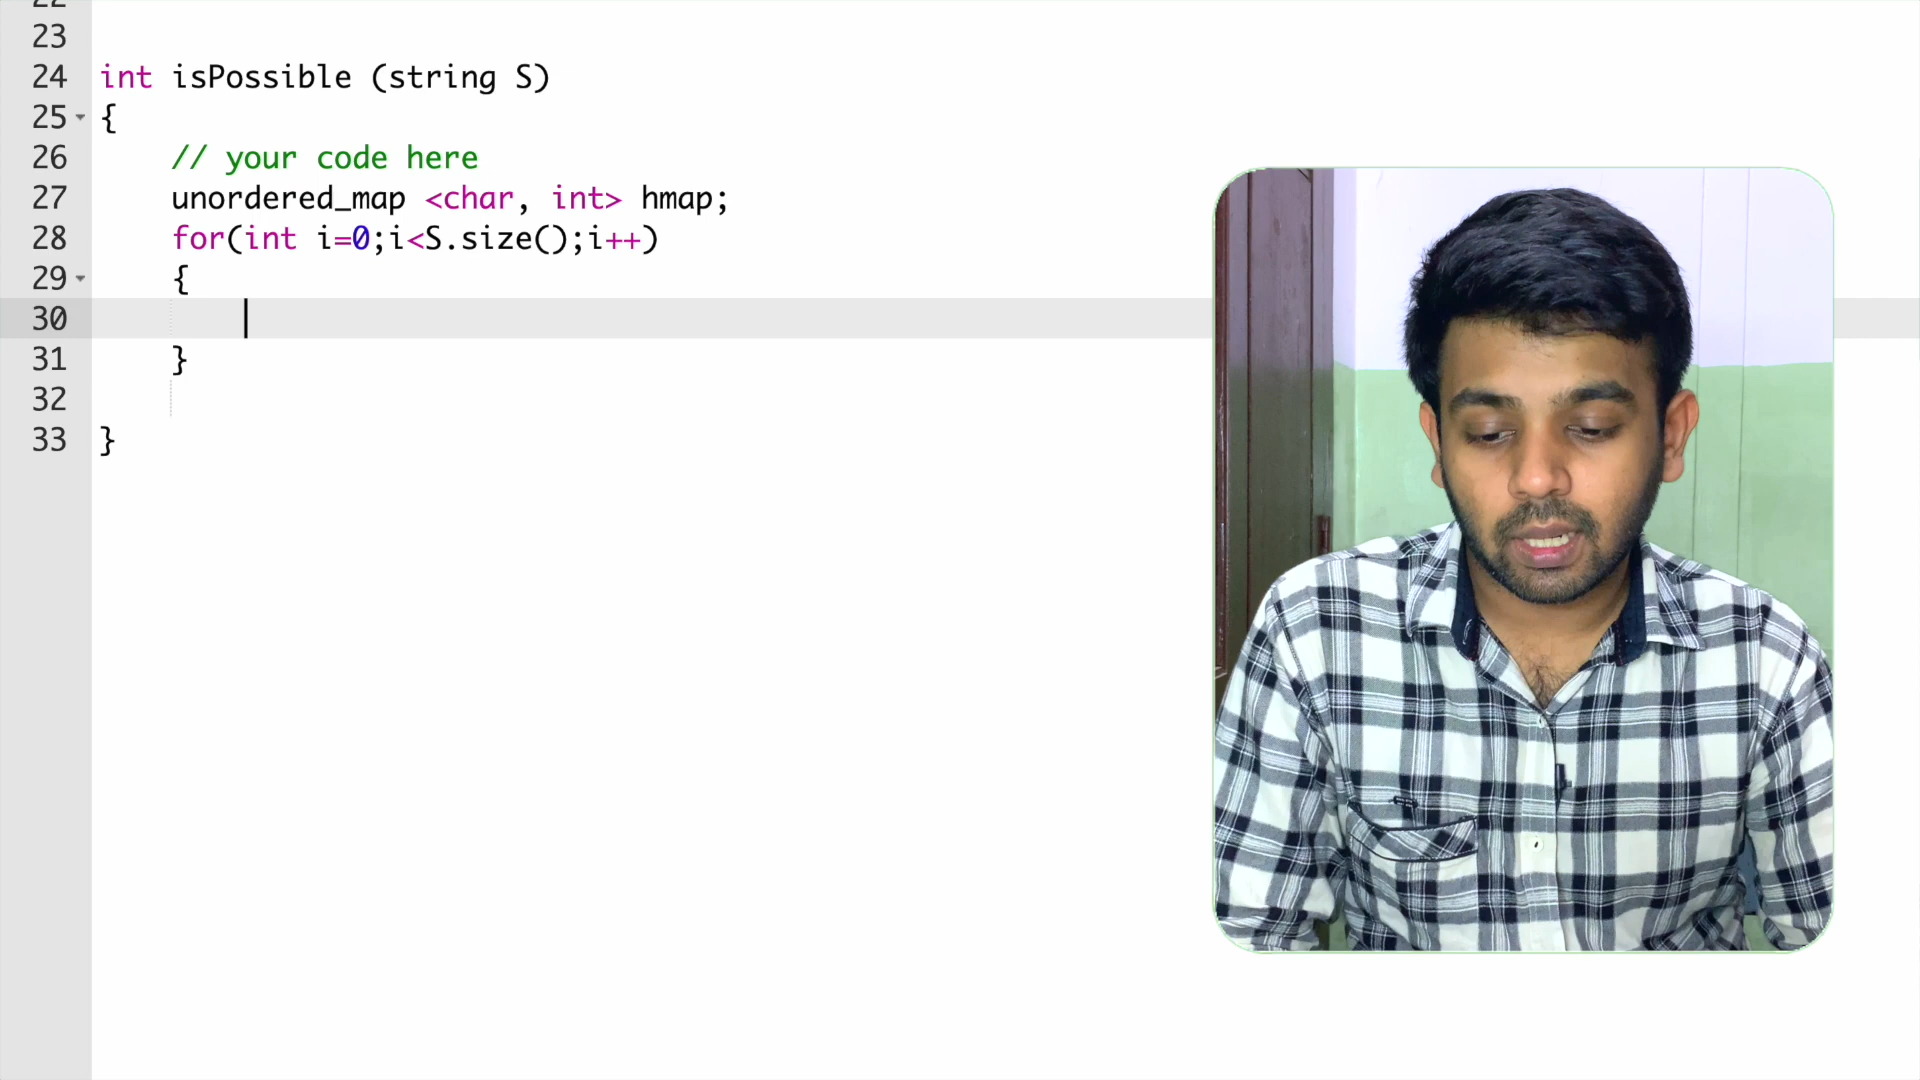 22
23
24 int isPossible (string S)
25 {
26 // your code here
27 unordered_map <char, int> hmap;
28 for(int i=0;i<S.size();i++)
29 {
30
31 }
32
33 }